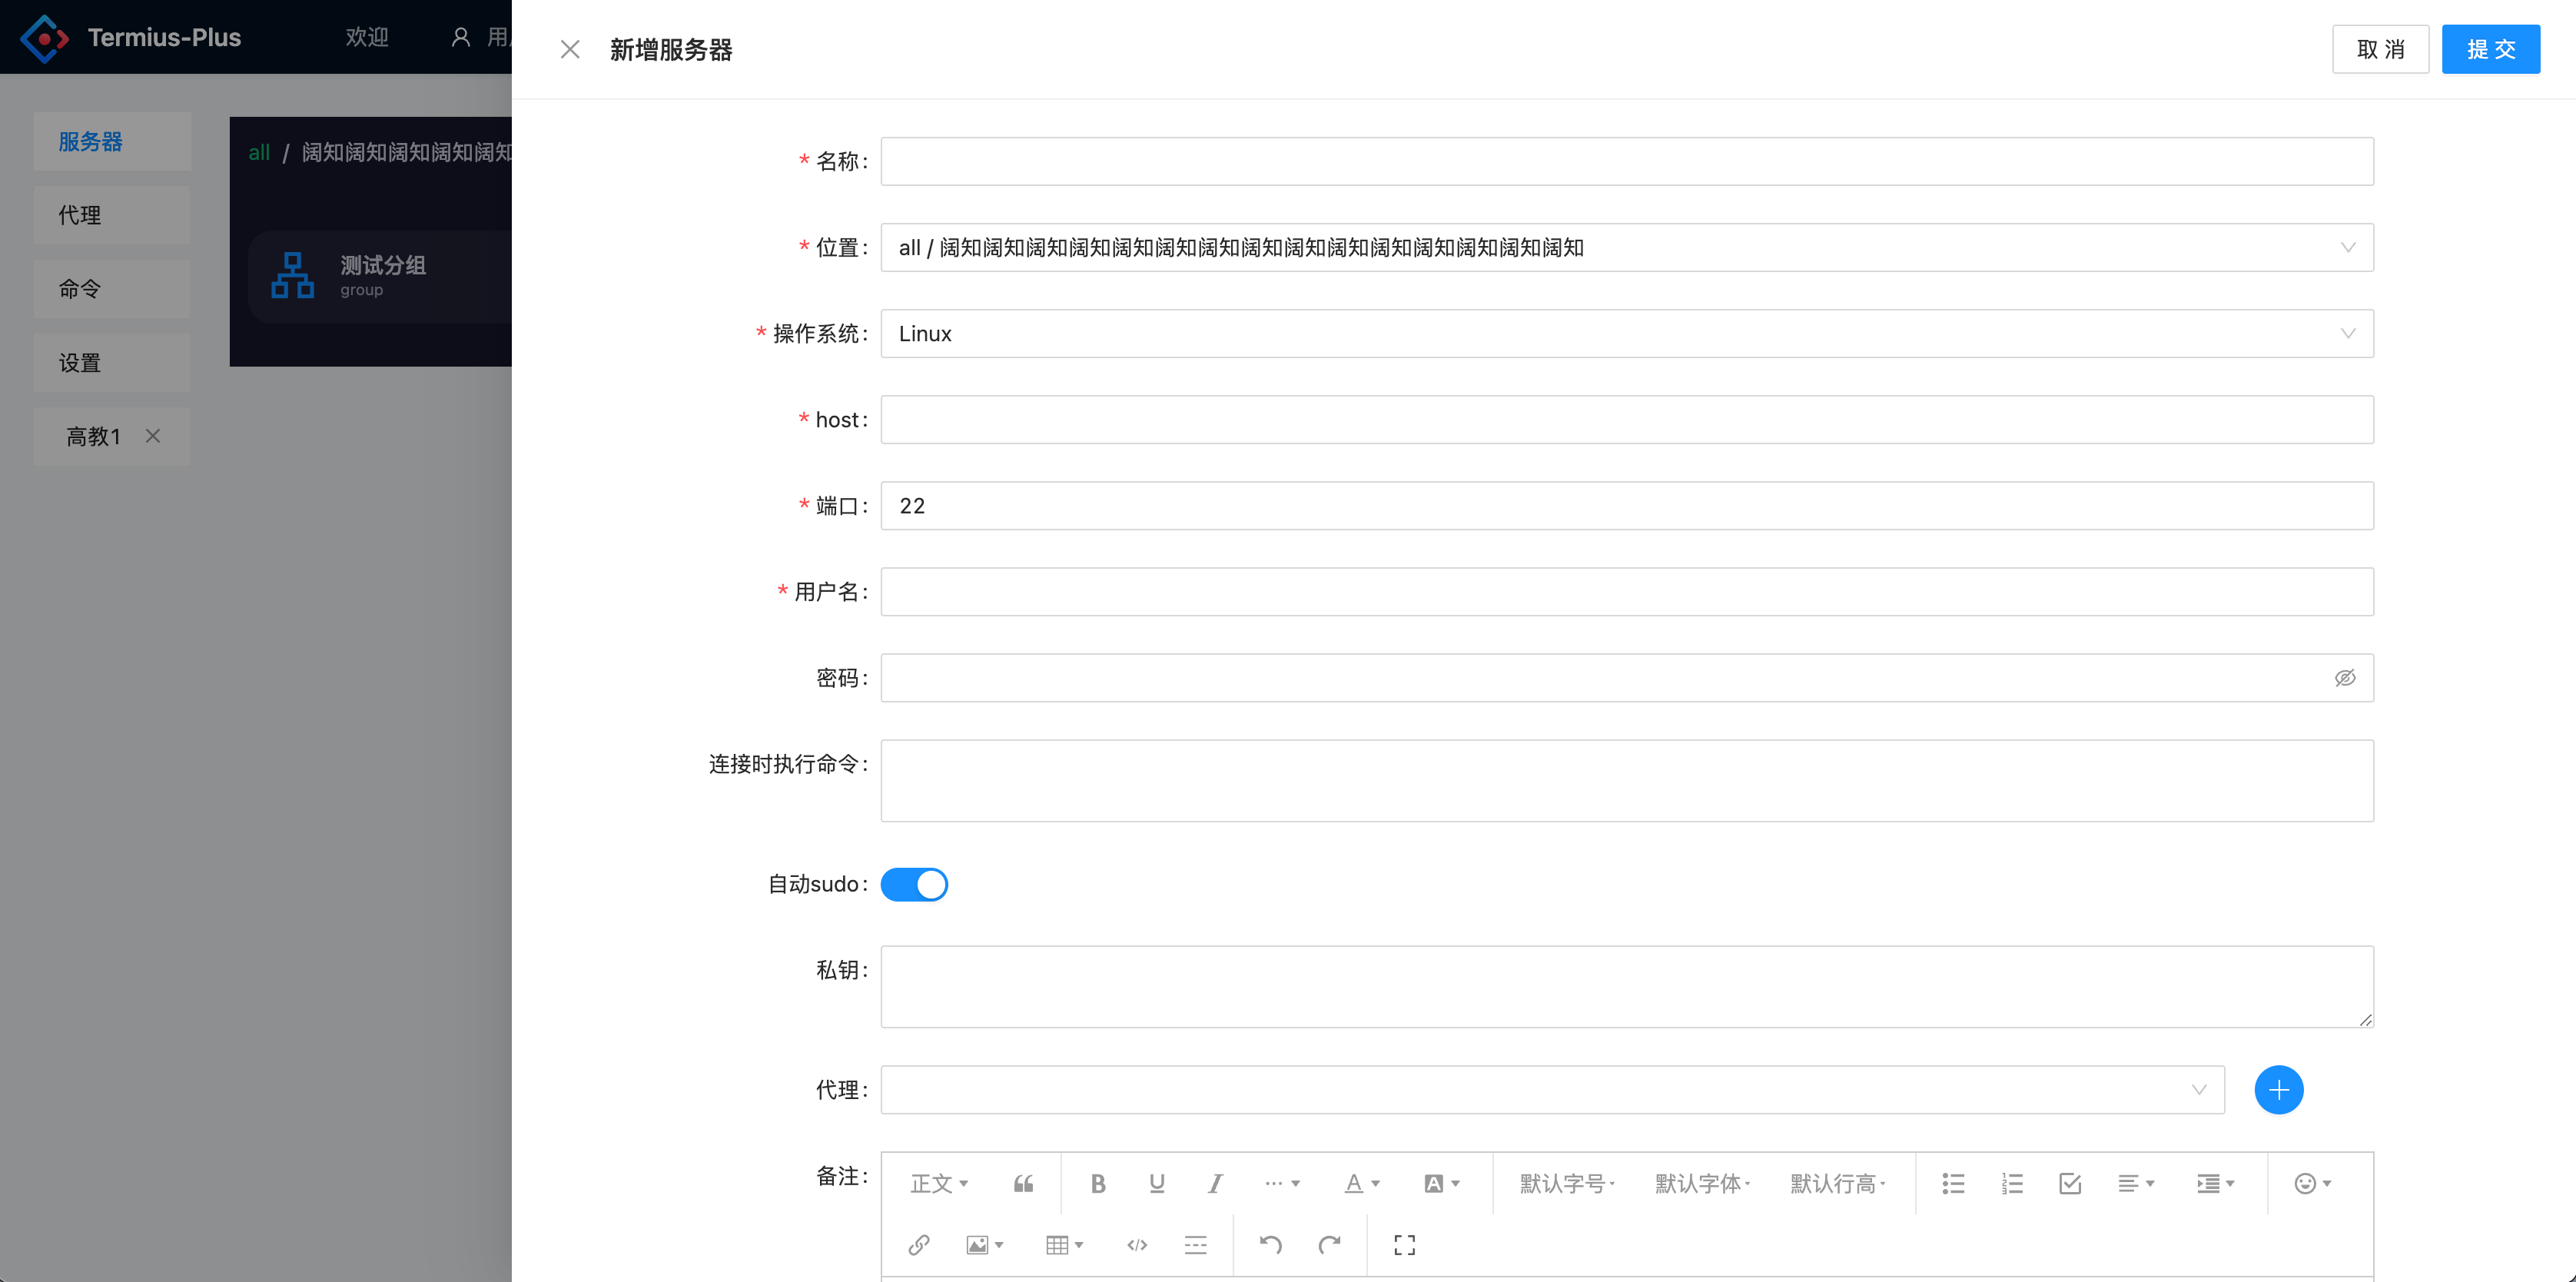 Termius-Plus 欢迎 用
服务器
代理
命令
设置
高教1
all / 阔知阔知阔知阔知阔知
测试分组
group
新增服务器
取 消 提 交
* 名称:
* 位置: all / 阔知阔知阔知阔知阔知阔知阔知阔知阔知阔知阔知阔知阔知阔知阔知
* 操作系统: Linux
* host:
* 端口: 22
* 用户名:
密码:
连接时执行命令:
自动sudo:
私钥:
代理:
备注:
正文 B U I ··· A A 默认字号 默认字体 默认行高